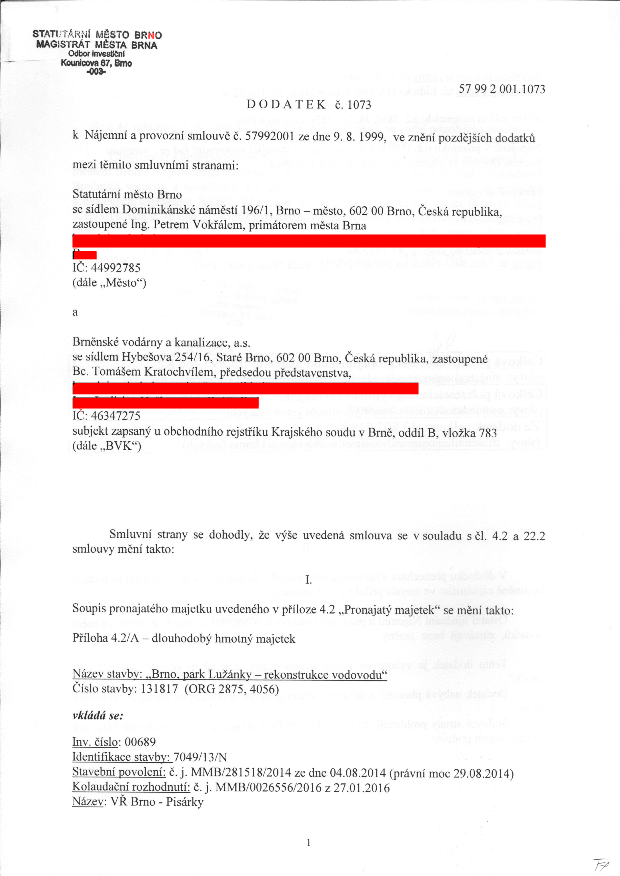 STATUTÁRNÍ MĚSTO BRNO
MAGISTRÁT MĚSTA BRNA
Odbor investiční
Kounicova 67, Brno
-003-
57 99 2 001.1073
DODATEK č. 1073
k Nájemní a provozní smlouvě č. 57992001 ze dne 9. 8. 1999, ve znění pozdějších dodatků
mezi těmito smluvními stranami:
Statutární město Brno
se sídlem Dominikánské náměstí 196/1, Brno – město, 602 00 Brno, Česká republika,
zastoupené Ing. Petrem Vokřálem, primátorem města Brna
IČ: 44992785
(dále „Město“)
a
Brněnské vodárny a kanalizace, a.s.
se sídlem Hybešova 254/16, Staré Brno, 602 00 Brno, Česká republika, zastoupené
Bc. Tomášem Kratochvílem, předsedou představenstva,
IČ: 46347275
subjekt zapsaný u obchodního rejstříku Krajského soudu v Brně, oddíl B, vložka 783
(dále „BVK“)
Smluvní strany se dohodly, že výše uvedená smlouva se v souladu s čl. 4.2 a 22.2
smlouvy mění takto:
I.
Soupis pronajatého majetku uvedeného v příloze 4.2 „Pronajatý majetek“ se mění takto:
Příloha 4.2/A – dlouhodobý hmotný majetek
Název stavby: „Brno, park Lužánky – rekonstrukce vodovodu“
Číslo stavby: 131817 (ORG 2875, 4056)
vkládá se:
Inv. číslo: 00689
Identifikace stavby: 7049/13/N
Stavební povolení: č. j. MMB/281518/2014 ze dne 04.08.2014 (právní moc 29.08.2014)
Kolaudační rozhodnutí: č. j. MMB/0026556/2016 z 27.01.2016
Název: VŘ Brno - Pisárky
1